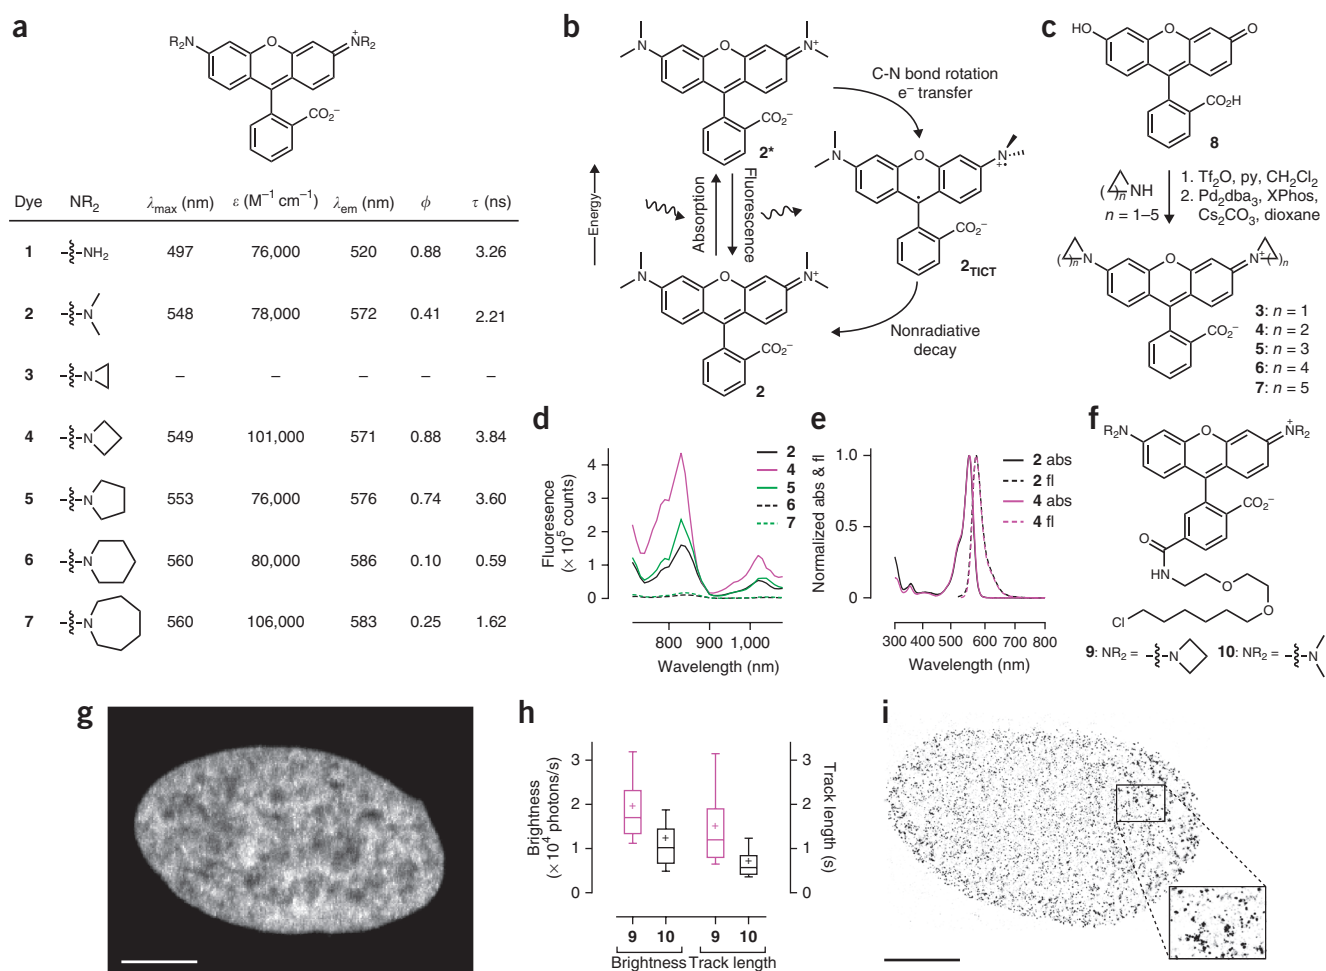 a
R₂N
O
N⁺R₂
CO₂⁻
Dye NR₂ λmax (nm) ε (M⁻¹ cm⁻¹) λem (nm) ϕ τ (ns)
1 NH₂ 497 76,000 520 0.88 3.26
2 N 548 78,000 572 0.41 2.21
3 N – – – – –
4 N 549 101,000 571 0.88 3.84
5 N 553 76,000 576 0.74 3.60
6 N 560 80,000 586 0.10 0.59
7 N 560 106,000 583 0.25 1.62
b
N
O
N⁺
CO₂⁻
2*
C-N bond rotation
e⁻ transfer
Energy
Absorption
Fluorescence
N
O
N
+•
•
CO₂⁻
2TICT
N
O
N⁺
CO₂⁻
2
Nonradiative
decay
c
HO
O
O
CO₂H
8
( )n NH
n = 1–5
1. Tf₂O, py, CH₂Cl₂
2. Pd₂dba₃, XPhos,
Cs₂CO₃, dioxane
( )n N
O
N⁺ ( )n
CO₂⁻
3: n = 1
4: n = 2
5: n = 3
6: n = 4
7: n = 5
d
Fluoresence
(× 10⁵ counts)
4
3
2
1
0
2
4
5
6
7
800 900 1,000
Wavelength (nm)
e
Normalized abs & fl
1.0
0.5
0
2 abs
2 fl
4 abs
4 fl
300 400 500 600 700 800
Wavelength (nm)
f
R₂N
O
N⁺R₂
CO₂⁻
O
HN
O
O
Cl
9: NR₂ = N
10: NR₂ = N
g
h
Brightness
(× 10⁴ photons/s)
3
2
1
0
3
2
1
0
Track length (s)
9 10 9 10
Brightness Track length
i